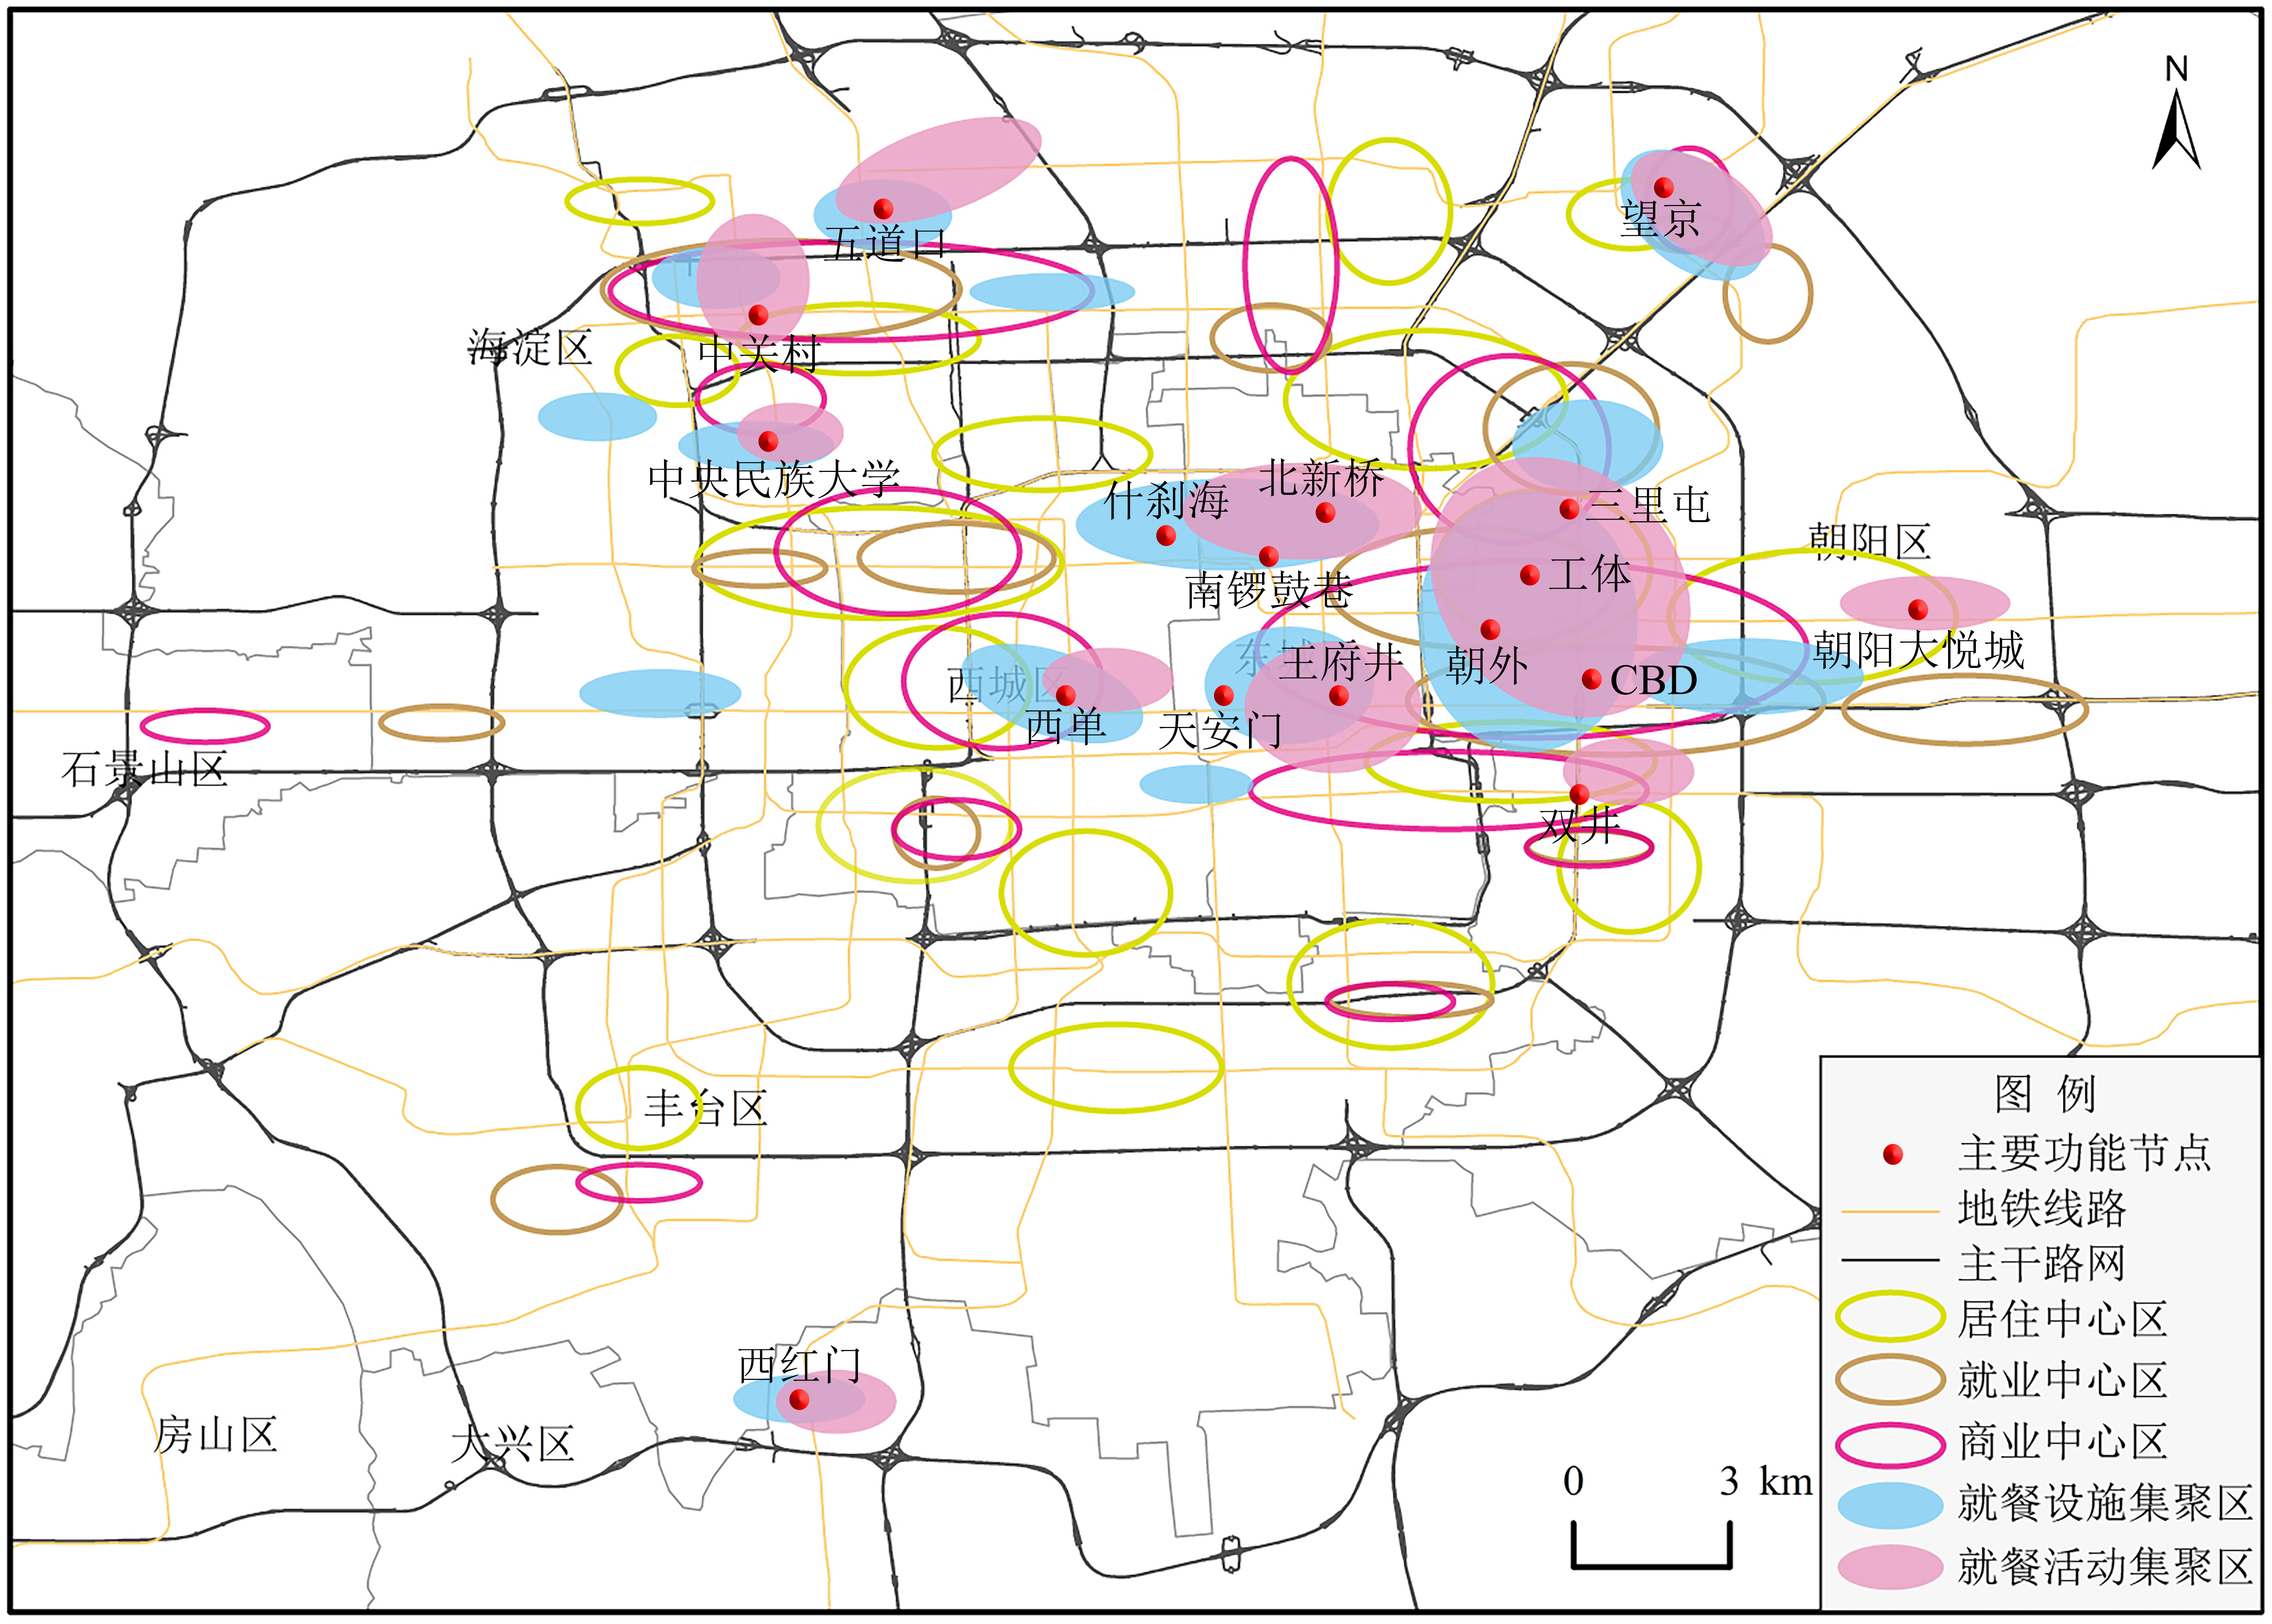 N
五道口
望京
海淀区
中关村
中央民族大学
什刹海
北新桥
三里屯
朝阳区
工体
南锣鼓巷
东城
王府井
朝外
朝阳大悦城
CBD
西城区
西单
天安门
石景山区
双井
丰台区
西红门
房山区
大兴区
0 3 km
图 例
主要功能节点
地铁线路
主干路网
居住中心区
就业中心区
商业中心区
就餐设施集聚区
就餐活动集聚区